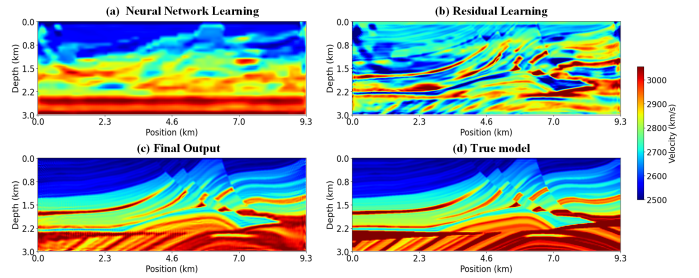 (a) Neural Network Learning
(b) Residual Learning
0.0
0.8
1.5
2.2
3.0
Depth (km)
0.0 2.3 4.6 7.0 9.3
Position (km)
0.0
0.8
1.5
2.2
3.0
Depth (km)
0.0 2.3 4.6 7.0 9.3
Position (km)
(c) Final Output
(d) True model
0.0
0.8
1.5
2.2
3.0
Depth (km)
0.0 2.3 4.6 7.0 9.3
Position (km)
0.0
0.8
1.5
2.2
3.0
Depth (km)
0.0 2.3 4.6 7.0 9.3
Position (km)
3000
2900
2800
2700
2600
2500
Velocity (km/s)